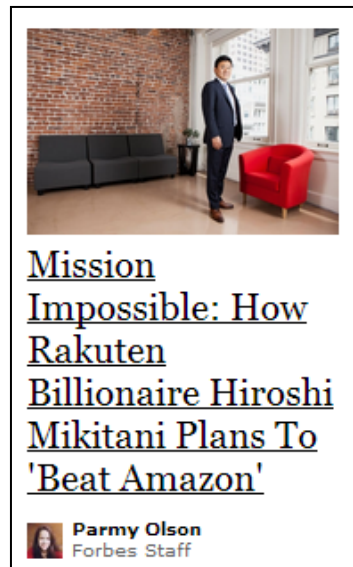 Mission
Impossible: How
Rakuten
Billionaire Hiroshi
Mikitani Plans To
'Beat Amazon'
Parmy Olson
Forbes Staff